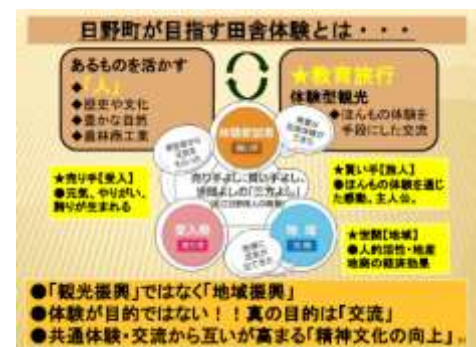 日野町が目指す田舎体験とは・・・
あるものを活かす
◆「人」
◆歴史や文化
◆豊かな自然
◆農林商工業
★教育旅行
体験型観光
◆ほんもの体験を
手段にした交流
売り手よし、買い手よし、
世間よしの「三方よし」
★売り手【受入】
●元気、やりがい、
誇りが生まれる
★買い手【旅人】
●ほんもの体験を通じ
た感動、主人公。
受入側
地 域
★世間【地域】
●人的活性・地産
地消の経済効果
●「観光振興」ではなく「地域振興」
●体験が目的ではない！！真の目的は「交流」
●共通体験・交流から互いが高まる「精神文化の向上」